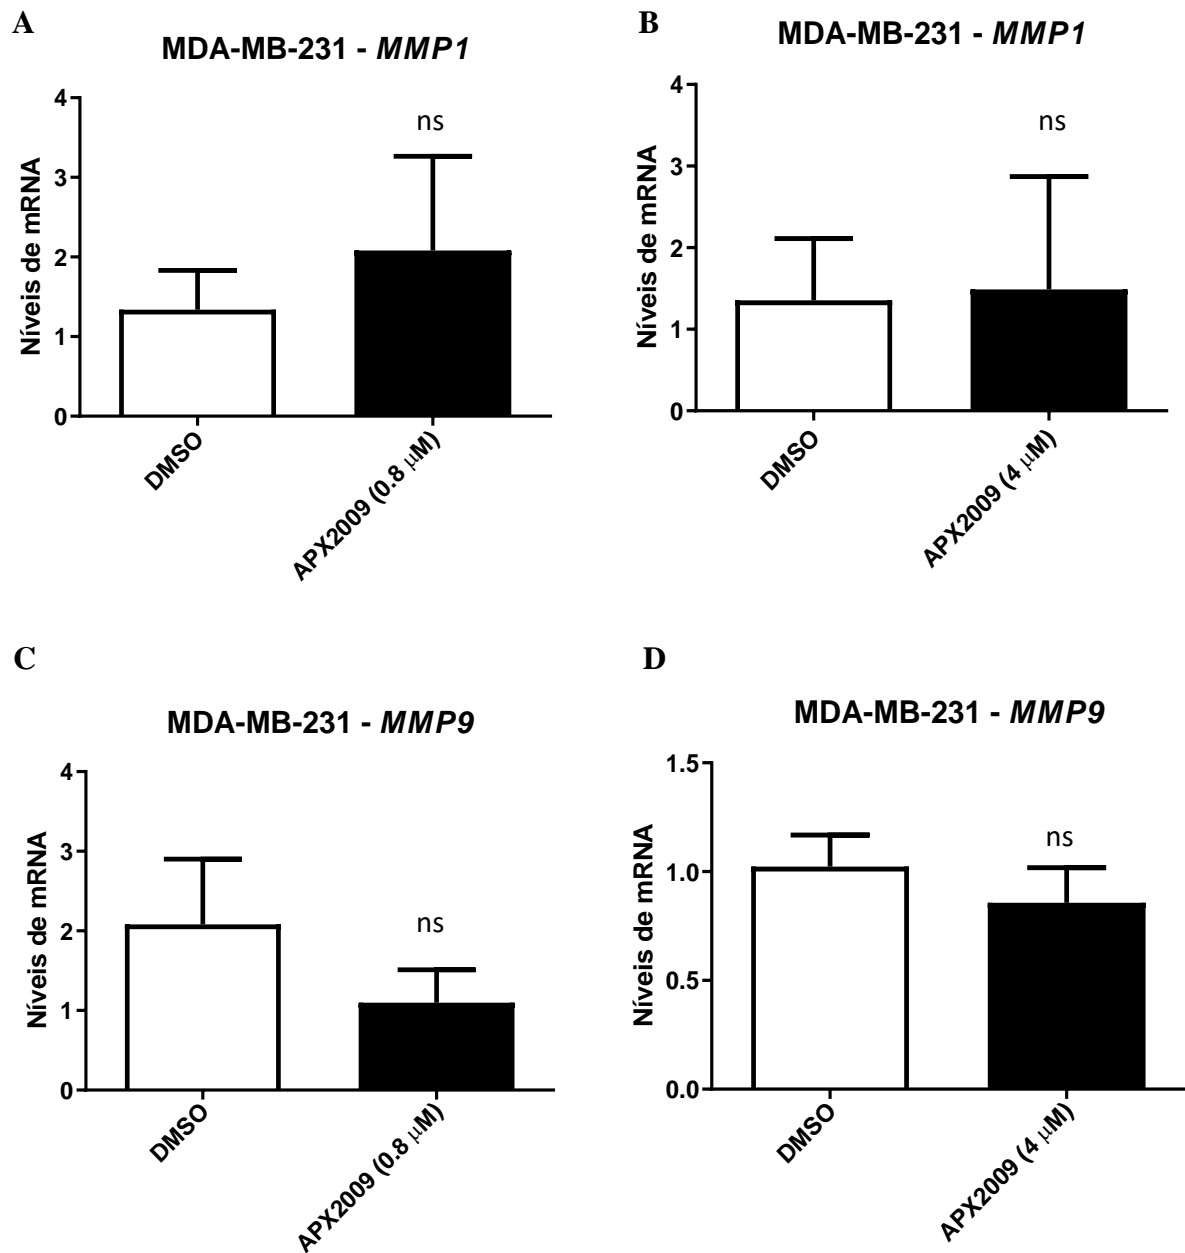 A
MDA-MB-231 - MMP1
ns
4
3
2
1
0
Níveis de mRNA
DMSO
APX2009 (0.8 μM)
B
MDA-MB-231 - MMP1
ns
4
3
2
1
0
Níveis de mRNA
DMSO
APX2009 (4 μM)
C
MDA-MB-231 - MMP9
ns
4
3
2
1
0
Níveis de mRNA
DMSO
APX2009 (0.8 μM)
D
MDA-MB-231 - MMP9
ns
1.5
1.0
0.5
0.0
Níveis de mRNA
DMSO
APX2009 (4 μM)